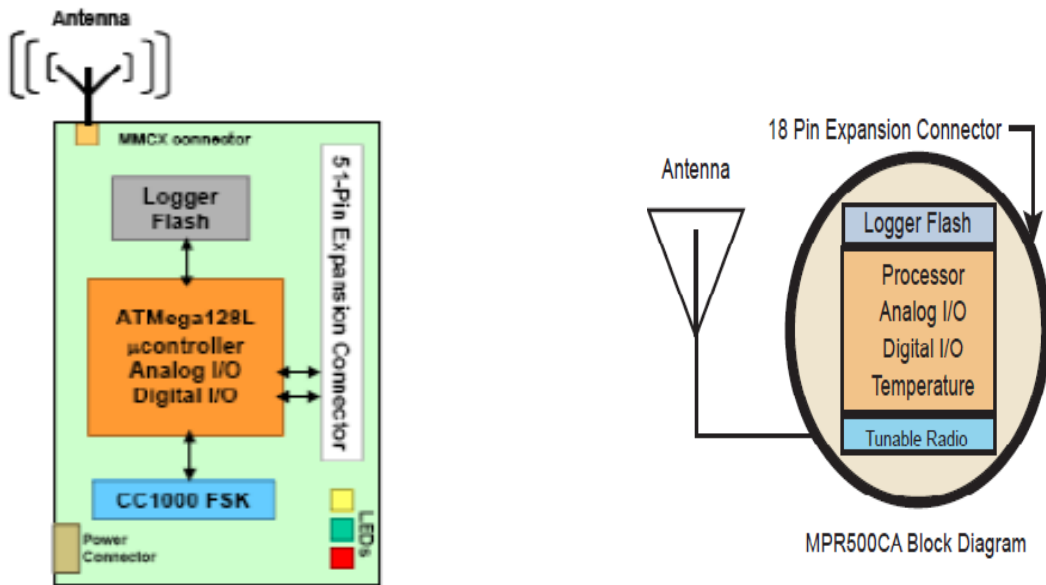 Antenna
MMCX connector
Logger
Flash
51-Pin Expansion Connector
ATMega128L
μcontroller
Analog I/O
Digital I/O
CC1000 FSK
LEDs
Power
Connector
18 Pin Expansion Connector
Antenna
Logger Flash
Processor
Analog I/O
Digital I/O
Temperature
Tunable Radio
MPR500CA Block Diagram